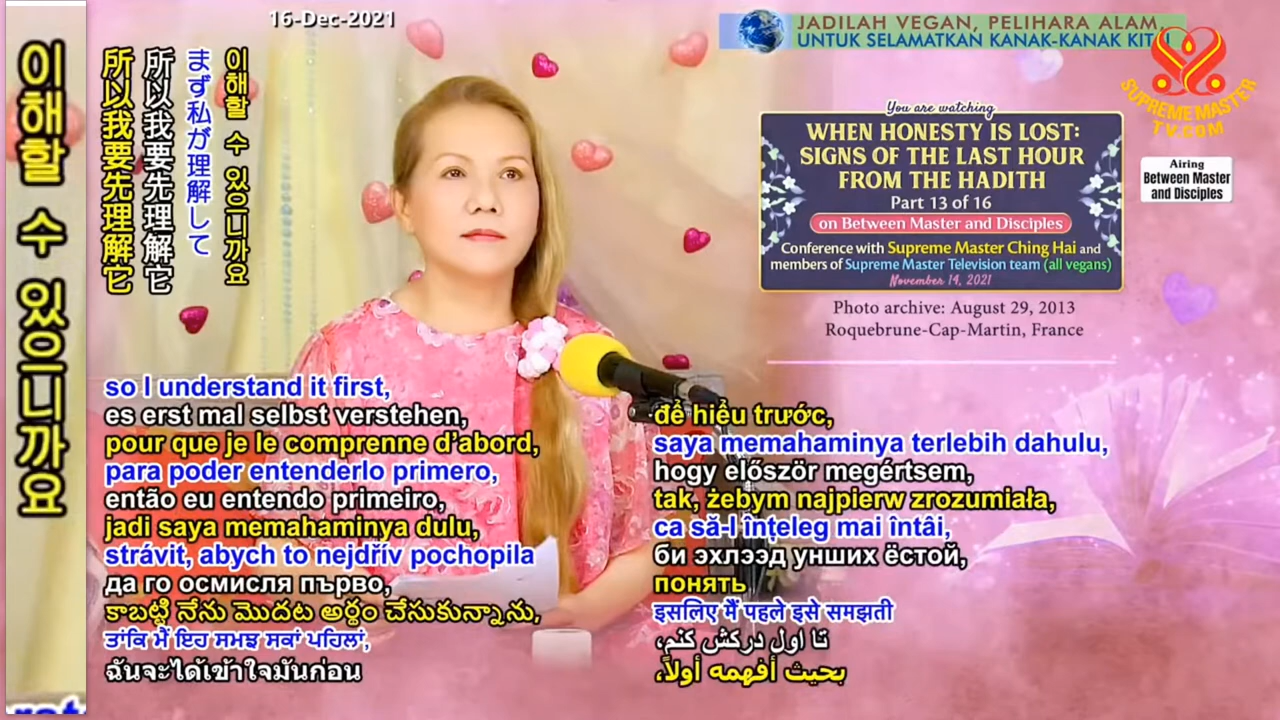 16-Dec-2021
JADILAH VEGAN, PELIHARA ALAM
UNTUK SELAMATKAN KANAK-KANAK KIT
SUPREME MASTER
TV.COM
You are watching
WHEN HONESTY IS LOST:
SIGNS OF THE LAST HOUR
FROM THE HADITH
Part 13 of 16
on Between Master and Disciples
Conference with Supreme Master Ching Hai and
members of Supreme Master Television team (all vegans)
November 14, 2021
Airing
Between Master
and Disciples
Photo archive: August 29, 2013
Roquebrune-Cap-Martin, France
이해할 수 있으니까요
이해할 수 있으니까요
まず私が理解して
所以我要先理解它
所以我要先理解它
so I understand it first,
es erst mal selbst verstehen,
pour que je le comprenne d’abord,
para poder entenderlo primero,
então eu entendo primeiro,
jadi saya memahaminya dulu,
strávit, abych to nejdřív pochopila
да го осмисля първо,
కాబట్టి నేను మొదట అర్థం చేసుకున్నాను,
ਤਾਂਕਿ ਮੈਂ ਇਹ ਸਮਝ ਸਕਾਂ ਪਹਿਲਾਂ,
ฉันจะได้เข้าใจมันก่อน
để hiểu trước,
saya memahaminya terlebih dahulu,
hogy először megértsem,
tak, żebym najpierw zrozumiała,
ca să-l înțeleg mai întâi,
би эхлээд унших ёстой,
понять
इसलिए मैं पहले इसे समझती
تا اول درکش کنم،
بحيث أفهمه أولاً،